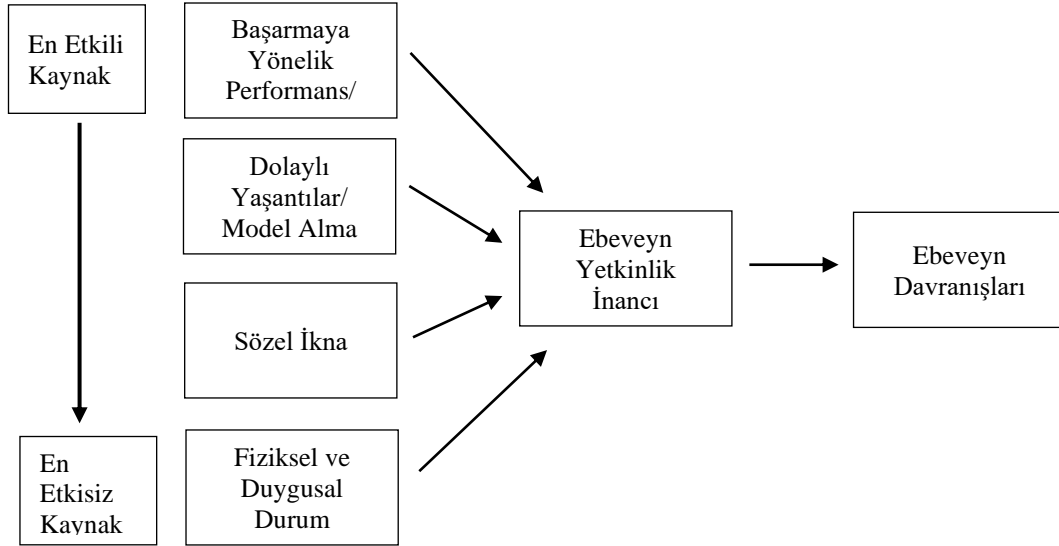 En Etkili
Kaynak
Başarmaya
Yönelik
Performans/
Dolaylı
Yaşantılar/
Model Alma
Ebeveyn
Yetkinlik
İnancı
Ebeveyn
Davranışları
Sözel İkna
En
Etkisiz
Kaynak
Fiziksel ve
Duygusal
Durum